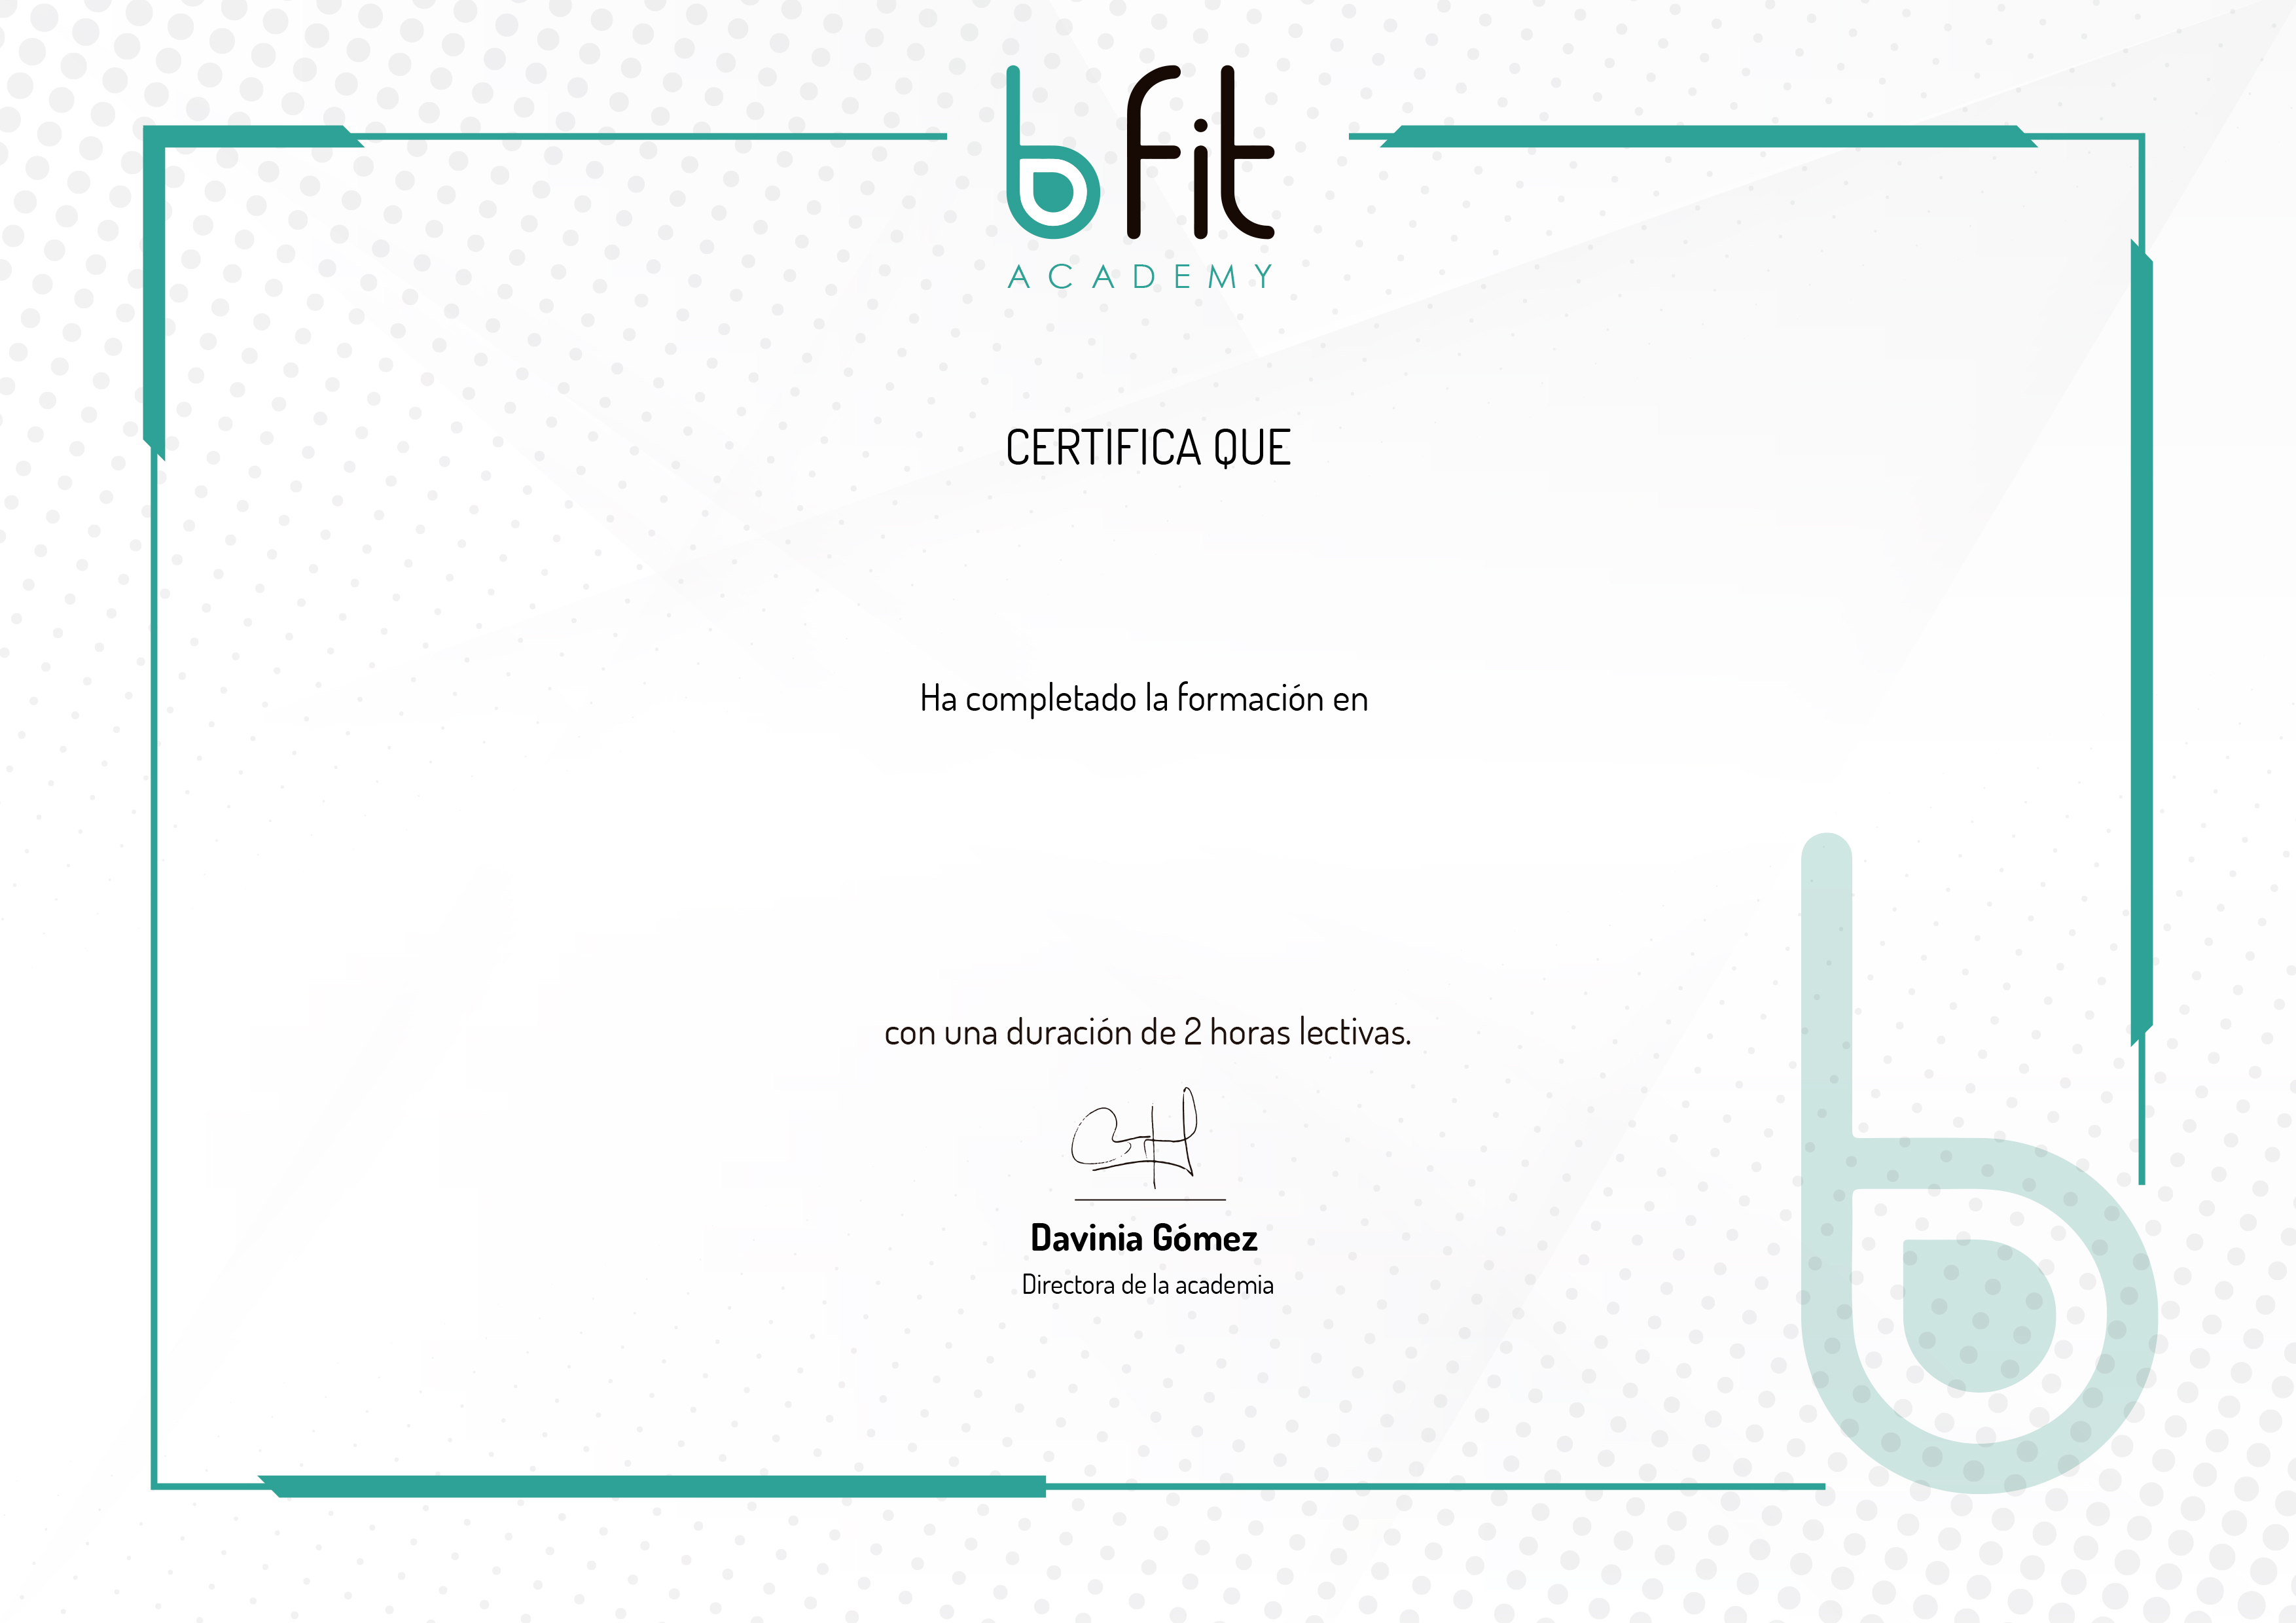 bfit
ACADEMY
CERTIFICA QUE
Ha completado la formación en
con una duración de 2 horas lectivas.
Davinia Gómez
Directora de la academia